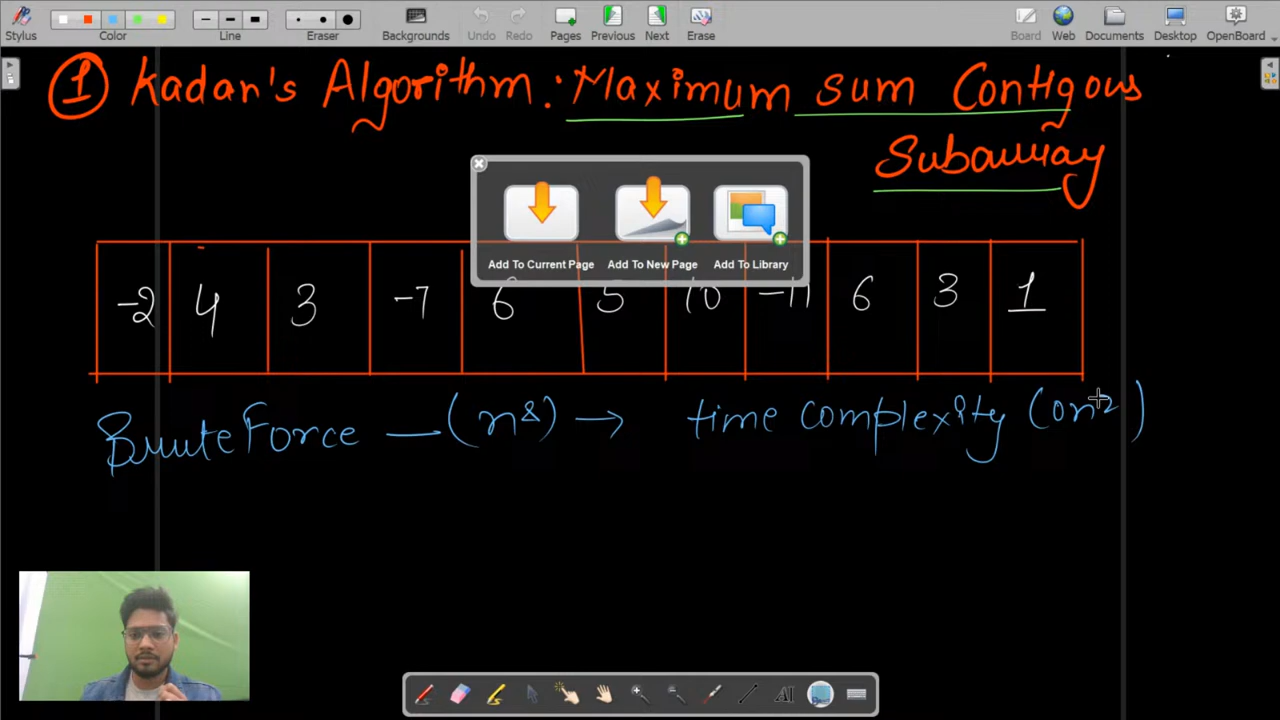 Stylus Color Line Eraser Backgrounds Undo Redo Pages Previous Next Erase Board Web Documents Desktop OpenBoard
① Kadan's Algorithm: Maximum sum Contigous
Subarray
Add To Current Page Add To New Page Add To Library
-2 4 3 -7 6 5 10 -11 6 3 1
BruteForce — (n²) → time complexity (on²)
AI